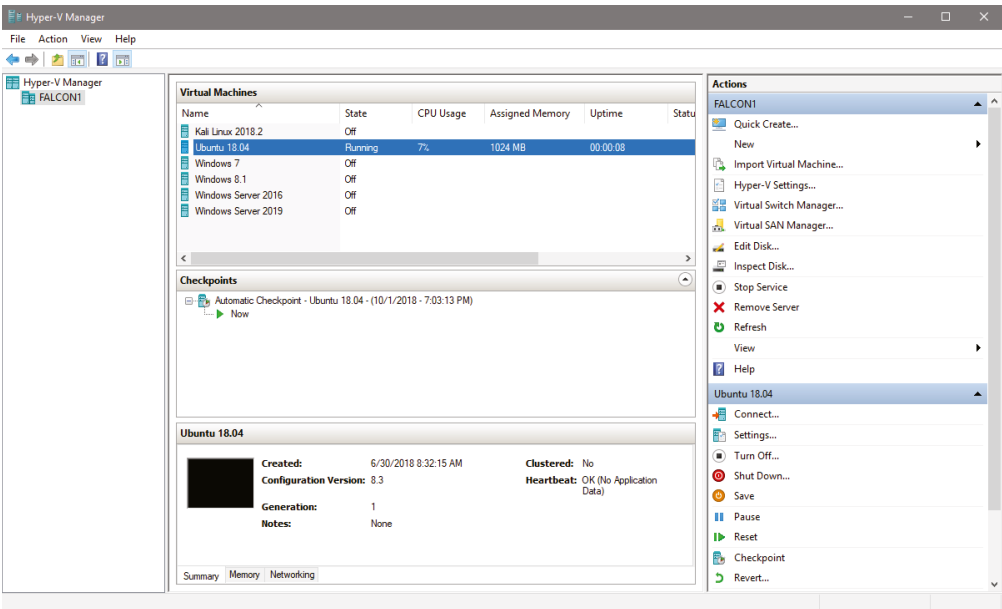 Hyper-V Manager
File Action View Help
Hyper-V Manager
FALCON1
Virtual Machines
Name State CPU Usage Assigned Memory Uptime Statu
Kali Linux 2018.2 Off
Ubuntu 18.04 Running 7% 1024 MB 00:00:08
Windows 7 Off
Windows 8.1 Off
Windows Server 2016 Off
Windows Server 2019 Off
Checkpoints
Automatic Checkpoint - Ubuntu 18.04 - (10/1/2018 - 7:03:13 PM)
Now
Ubuntu 18.04
Created: 6/30/2018 8:32:15 AM Clustered: No
Configuration Version: 8.3 Heartbeat: OK (No Application
Data)
Generation: 1
Notes: None
Summary Memory Networking
Actions
FALCON1
Quick Create...
New
Import Virtual Machine...
Hyper-V Settings...
Virtual Switch Manager...
Virtual SAN Manager...
Edit Disk...
Inspect Disk...
Stop Service
Remove Server
Refresh
View
Help
Ubuntu 18.04
Connect...
Settings...
Turn Off...
Shut Down...
Save
Pause
Reset
Checkpoint
Revert...